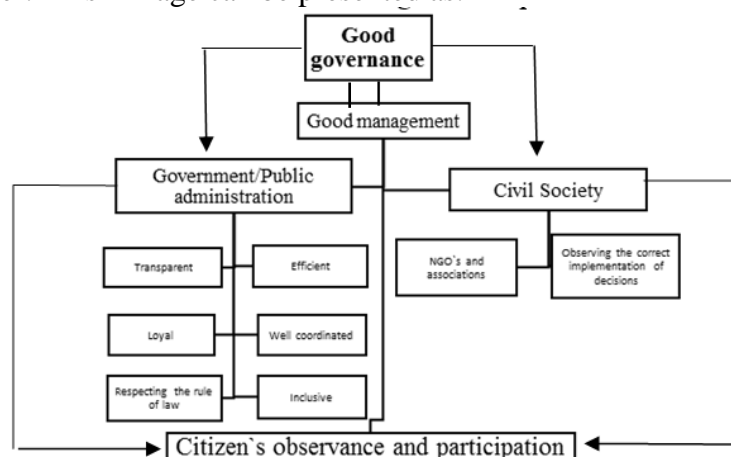 Good
governance
Good management
Government/Public
administration
Civil Society
Transparent
Efficient
NGO`s and
associations
Observing the correct
implementation of
decisions
Loyal
Well coordinated
Respecting the rule
of law
Inclusive
Citizen`s observance and participation